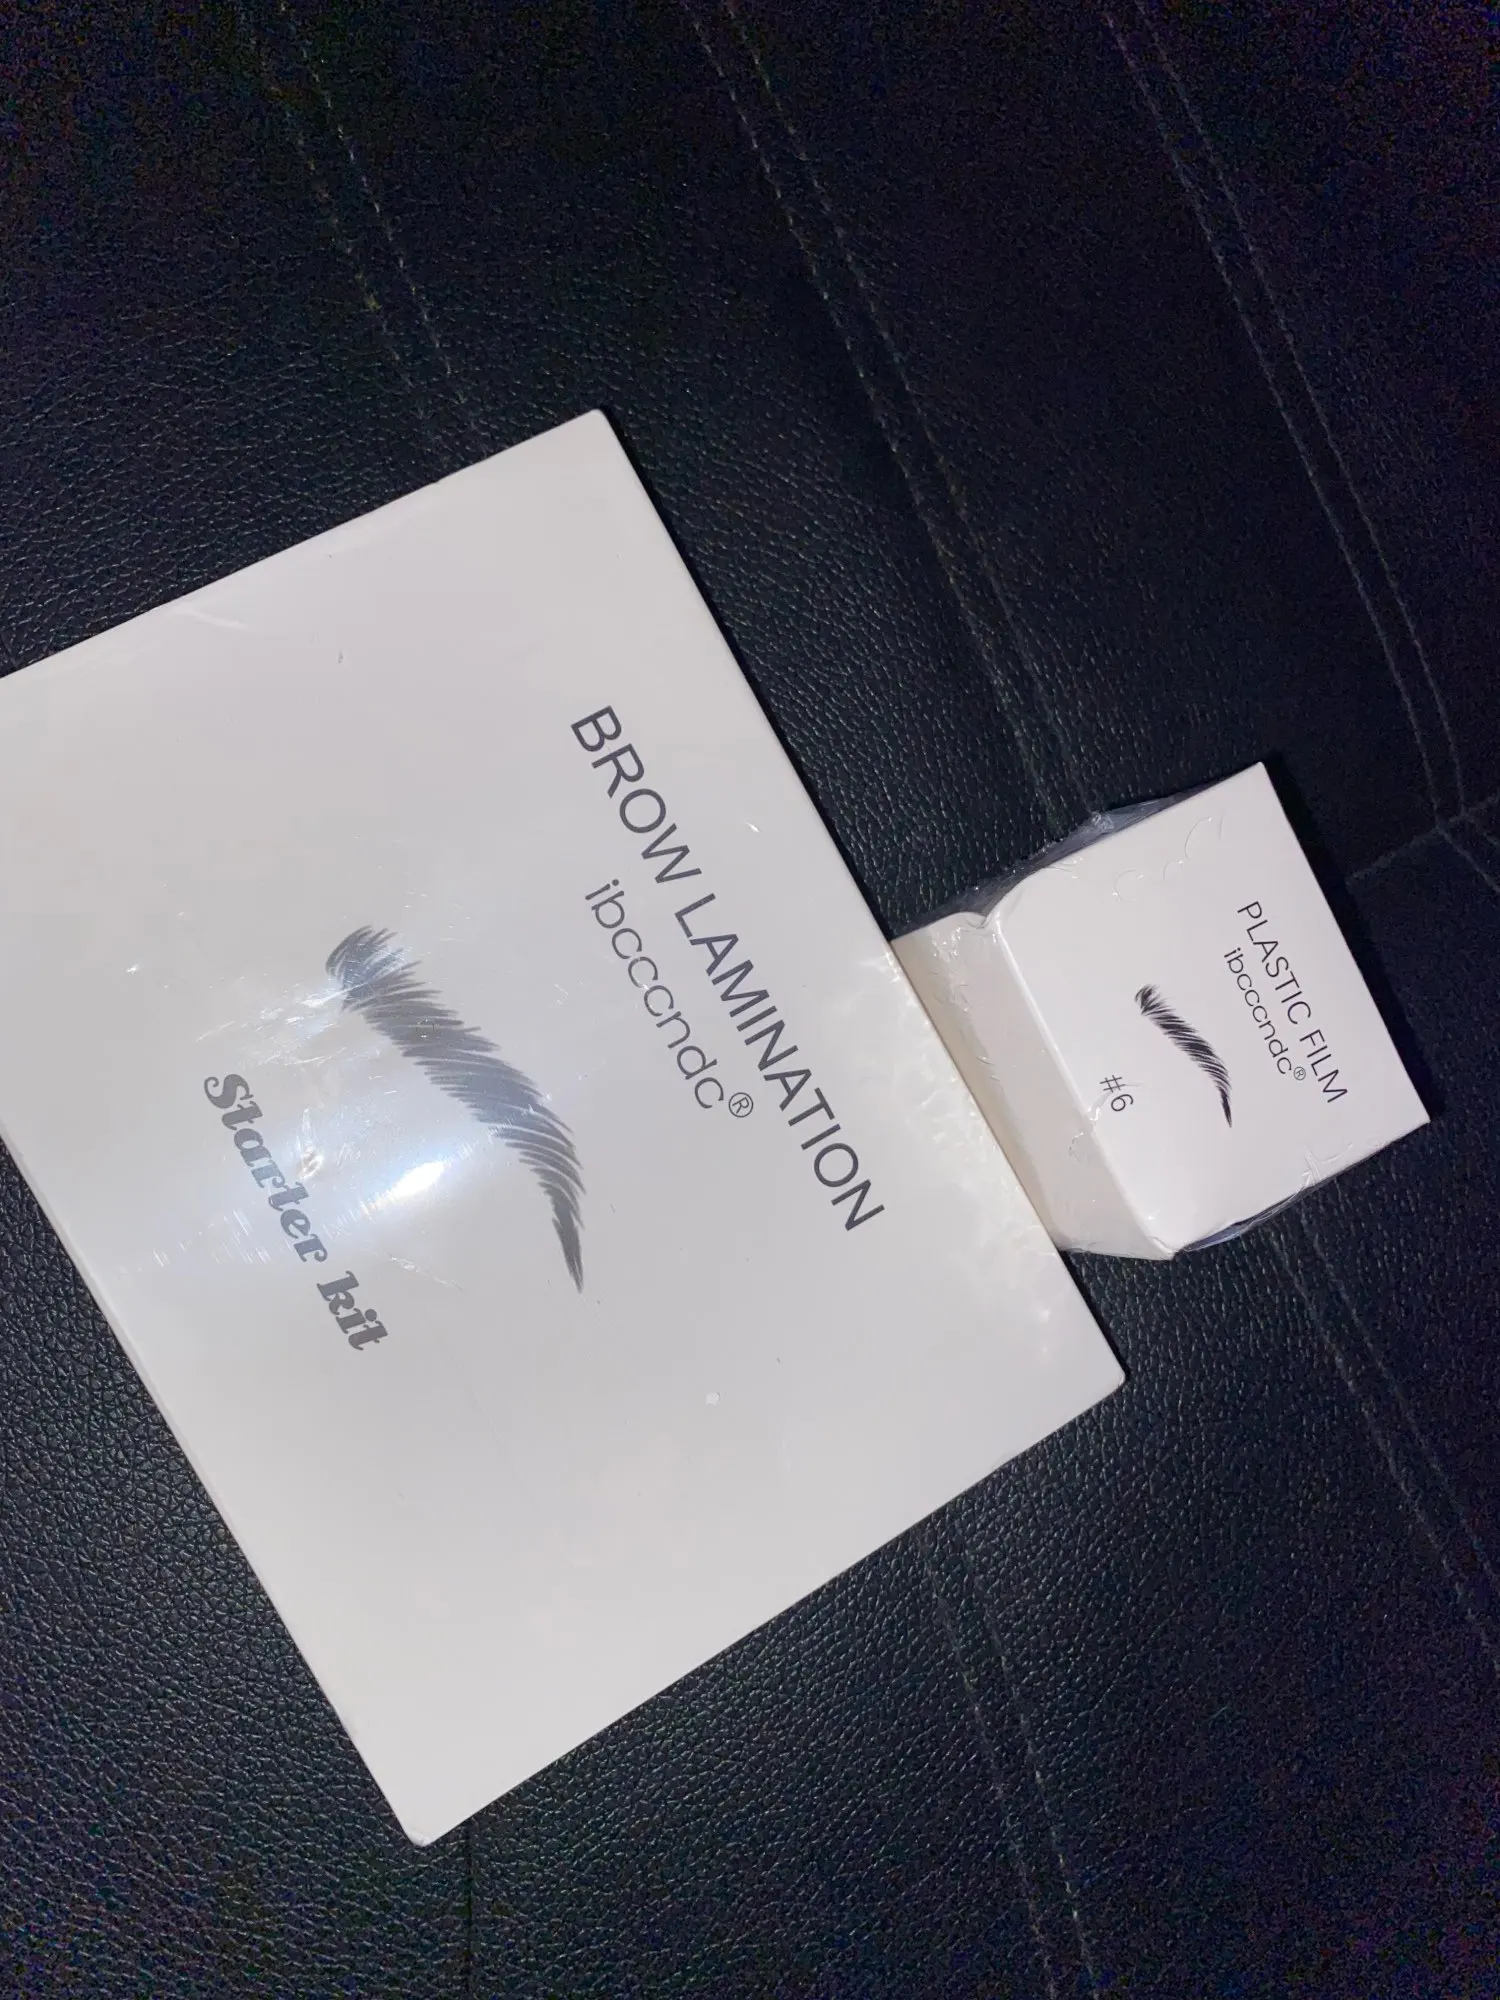 BROW LAMINATION
ibcccndc®
Starter kit
PLASTIC FILM
ibcccndc®
#6